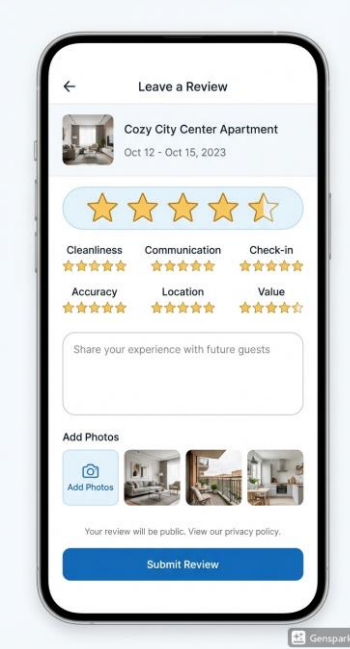 Leave a Review
Cozy City Center Apartment
Oct 12 - Oct 15, 2023
Cleanliness Communication Check-in
Accuracy Location Value
Share your experience with future guests
Add Photos
Add Photos
Your review will be public. View our privacy policy.
Submit Review
Genspark